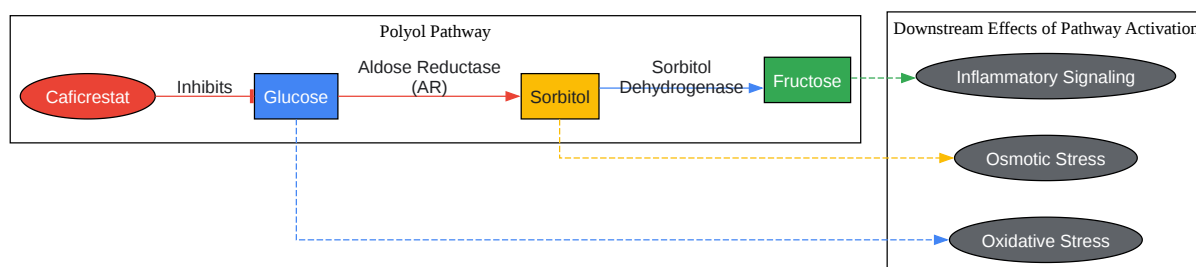 Polyol Pathway
Downstream Effects of Pathway Activation
Caficrestat
Inhibits
Glucose
Aldose Reductase
(AR)
Sorbitol
Sorbitol
Dehydrogenase
Fructose
Inflammatory Signaling
Osmotic Stress
Oxidative Stress